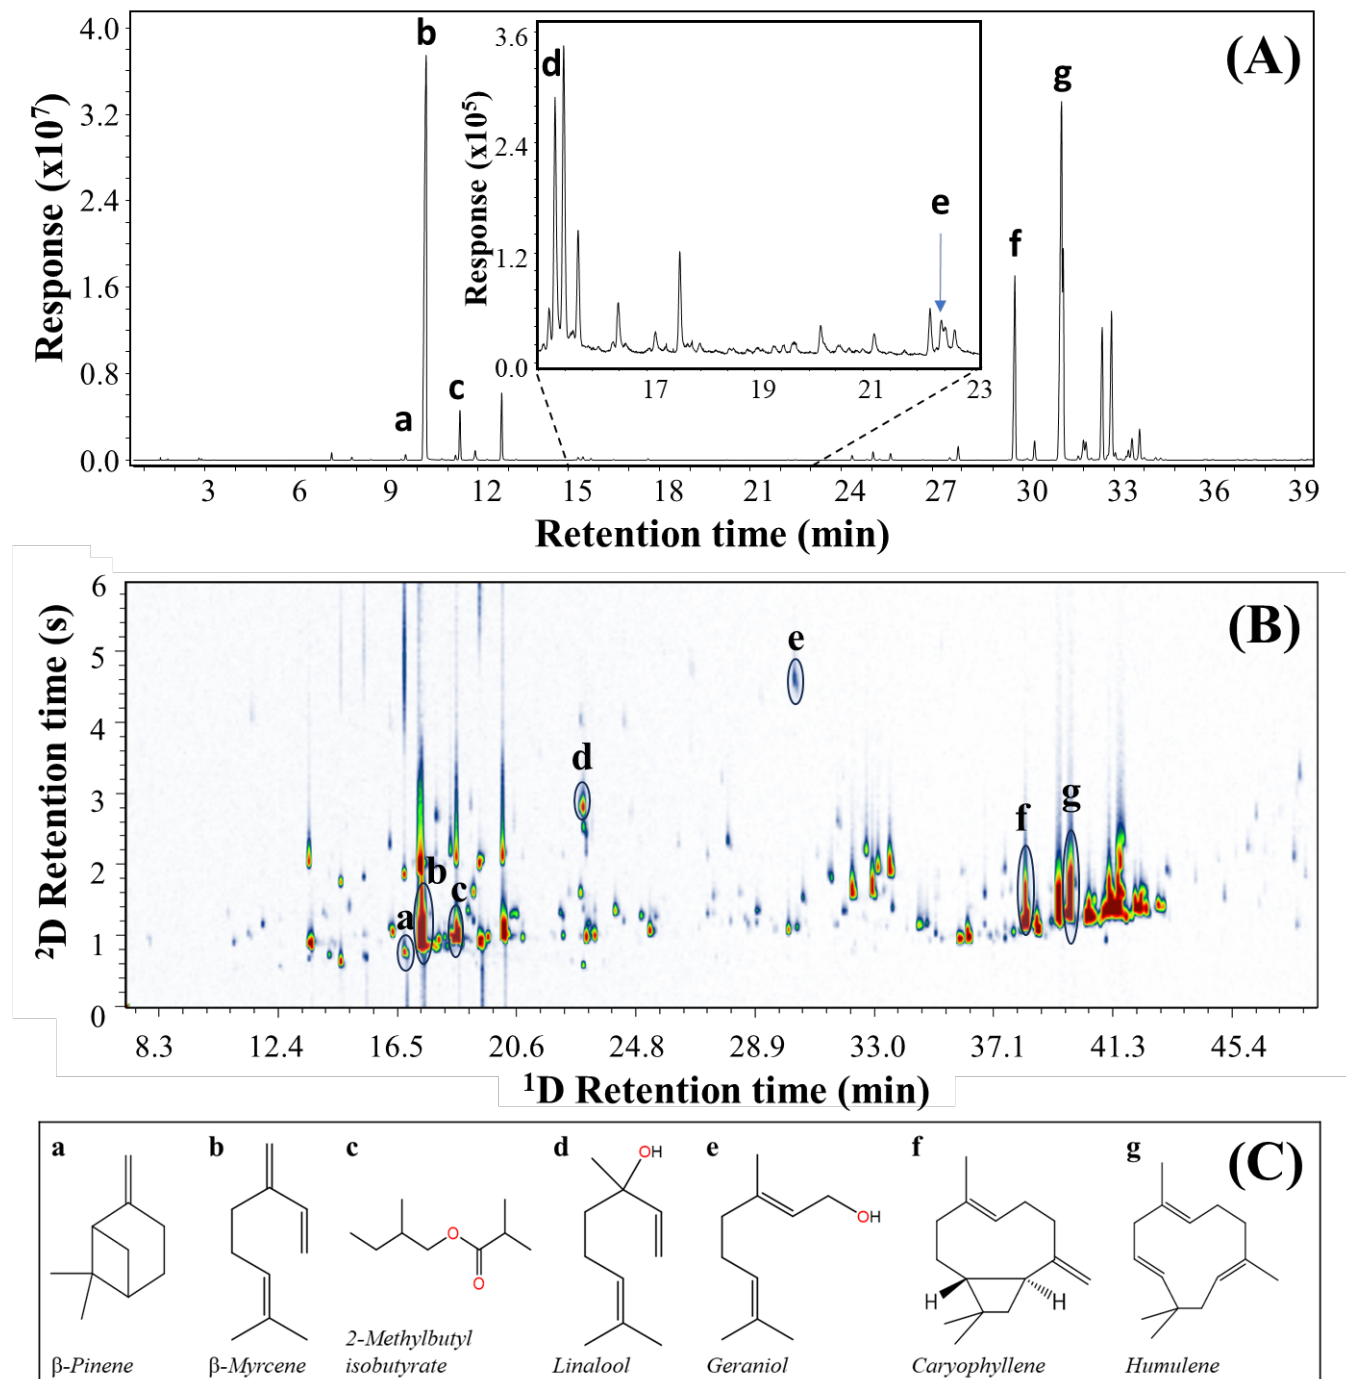 (A)
Response (x10⁷)
4.0
3.2
2.4
1.6
0.8
0.0
a
b
c
f
g
3
6
9
12
15
18
21
24
27
30
33
36
39
Retention time (min)
Response (x10⁵)
3.6
2.4
1.2
0.0
d
e
17
19
21
23
(B)
²D Retention time (s)
6
5
4
3
2
1
0
a
b
c
d
e
f
g
8.3
12.4
16.5
20.6
24.8
28.9
33.0
37.1
41.3
45.4
¹D Retention time (min)
(C)
a
b
c
d
e
f
g
OH
O
O
OH
H
H
β-Pinene
β-Myrcene
2-Methylbutyl
isobutyrate
Linalool
Geraniol
Caryophyllene
Humulene